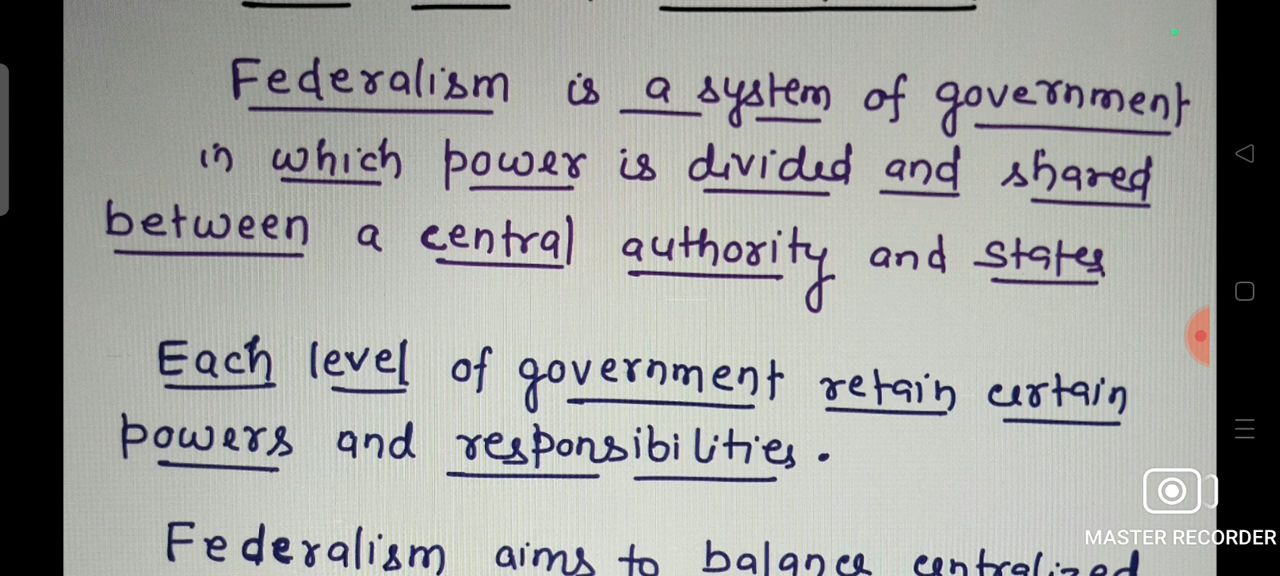 Federalism is a system of government
in which power is divided and shared
between a central authority and states
Each level of government retain certain
powers and responsibilities.
Federalism aims to balance centralized
MASTER RECORDER